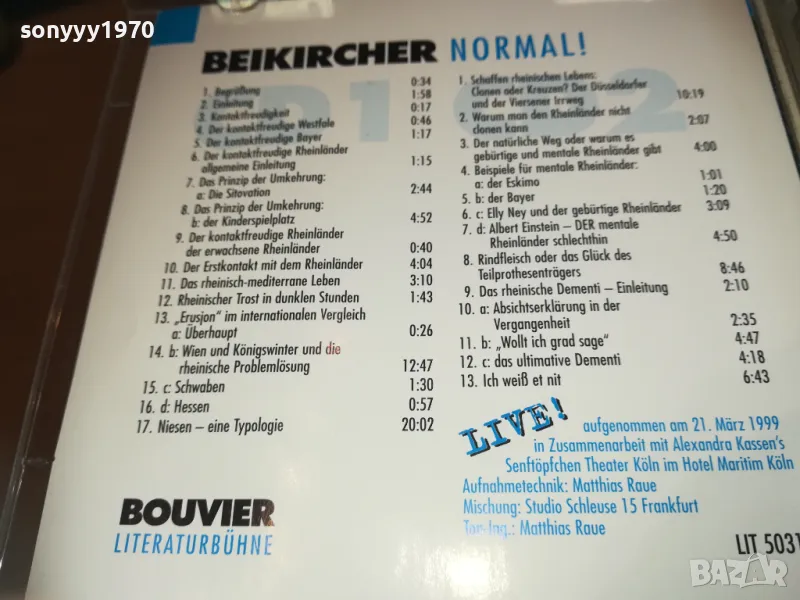 sonyyy1970
BEIKIRCHER NORMAL!
1. Begrüßung 0:34
2. Einleitung 1:58
3. Kontaktfreudigkeit 0:17
4. Der kontaktfreudige Westfale 0:46
5. Der kontaktfreudige Bayer 1:17
6. Der kontaktfreudige Rheinländer
allgemeine Einleitung 1:15
7. Das Prinzip der Umkehrung:
a: Die Sitovation 2:44
8. Das Prinzip der Umkehrung:
b: der Kinderspielplatz 4:52
9. Der kontaktfreudige Rheinländer
der erwachsene Rheinländer 0:40
10. Der Erstkontakt mit dem Rheinländer 4:04
11. Das rheinisch-mediterrane Leben 3:10
12. Rheinischer Trost in dunklen Stunden 1:43
13. „Erusjon" im internationalen Vergleich
a: Überhaupt 0:26
14. b: Wien und Königswinter und die
rheinische Problemlösung 12:47
15. c: Schwaben 1:30
16. d: Hessen 0:57
17. Niesen – eine Typologie 20:02
1. Schaffen rheinischen Lebens:
Clonen oder Kreuzen? Der Düsseldorfer
und der Viersener Irrweg 10:19
2. Warum man den Rheinländer nicht
clonen kann 2:07
3. Der natürliche Weg oder warum es
gebürtige und mentale Rheinländer gibt 4:00
4. Beispiele für mentale Rheinländer:
a: der Eskimo 1:01
5. b: der Bayer 1:20
6. c: Elly Ney und der gebürtige Rheinländer 3:09
7. d: Albert Einstein – DER mentale
Rheinländer schlechthin 4:50
8. Rindfleisch oder das Glück des
Teilprothesenträgers 8:46
9. Das rheinische Dementi – Einleitung 2:10
10. a: Absichtserklärung in der
Vergangenheit 2:35
11. b: „Wollt ich grad sage" 4:47
12. c: das ultimative Dementi 4:18
13. Ich weiß et nit 6:43
LIVE!
aufgenommen am 21. März 1999
in Zusammenarbeit mit Alexandra Kassen's
Senftöpfchen Theater Köln im Hotel Maritim Köln
Aufnahmetechnik: Matthias Raue
Mischung: Studio Schleuse 15 Frankfurt
Ton-Ing.: Matthias Raue
BOUVIER
LITERATURBÜHNE
LIT 5031
BAZAR